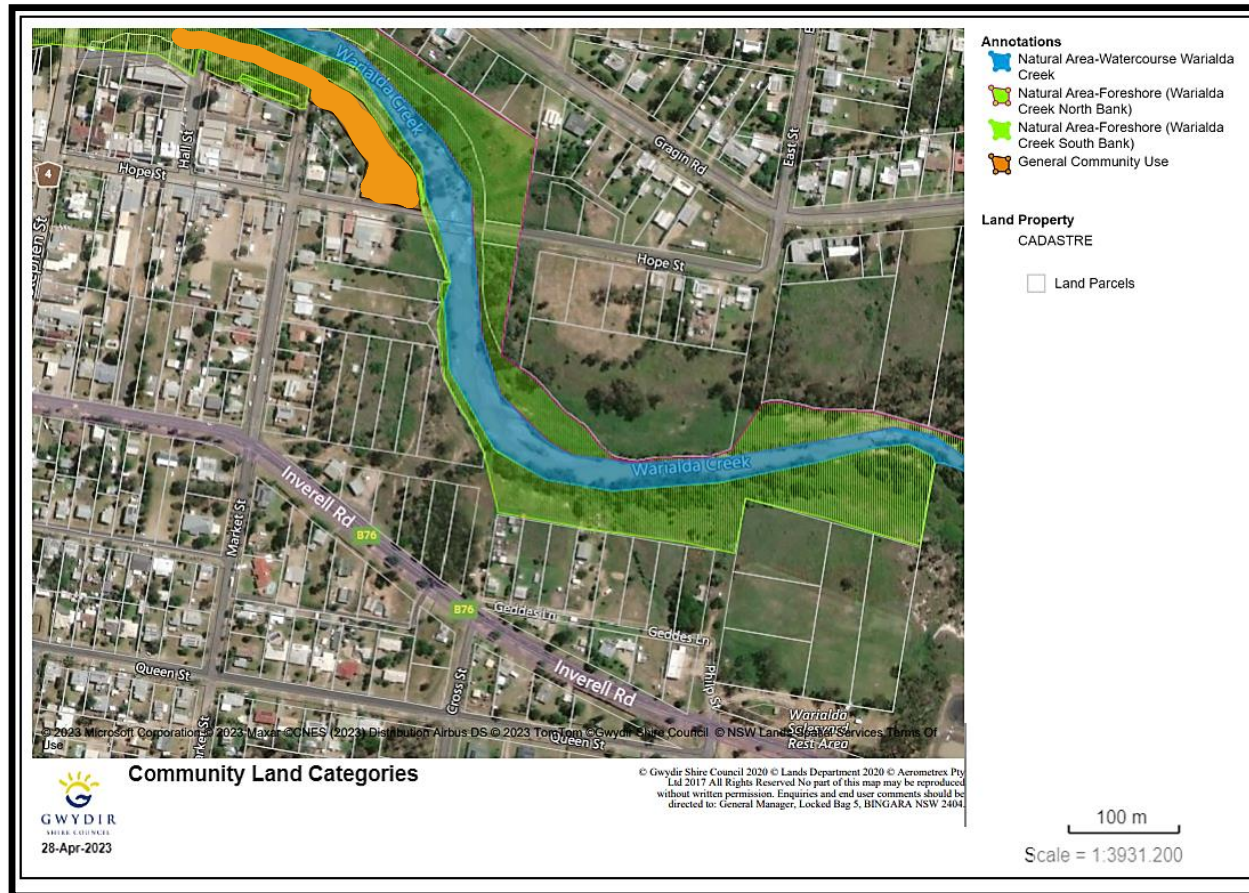 Annotations
Natural Area-Watercourse Warialda
Creek
Natural Area-Foreshore (Warialda
Creek North Bank)
Natural Area-Foreshore (Warialda
Creek South Bank)
General Community Use
Land Property
CADASTRE
Land Parcels
Warialda Creek
Gragin Rd
East St
Hall St
Hope St
4
Hope St
Stephen St
Warialda Creek
Market St
Inverell Rd
B76
B76
Geddes Ln
Geddes Ln
Queen St
Cross St
Inverell Rd
Philp St
Warialda
Saleyard
Rest Area
Queen St
Market St
© 2023 Microsoft Corporation © 2023 Maxar ©CNES (2023) Distribution Airbus DS © 2023 TomTom ©Gwydir Shire Council © NSW Lands Spatial Services Terms Of
Use
GWYDIR
SHIRE COUNCIL
28-Apr-2023
Community Land Categories
© Gwydir Shire Council 2020 © Lands Department 2020 © Aerometrex Pty
Ltd 2017 All Rights Reserved No part of this map may be reproduced
without written permission. Enquiries and end user comments should be
directed to: General Manager, Locked Bag 5, BINGARA NSW 2404.
100 m
Scale = 1:3931.200